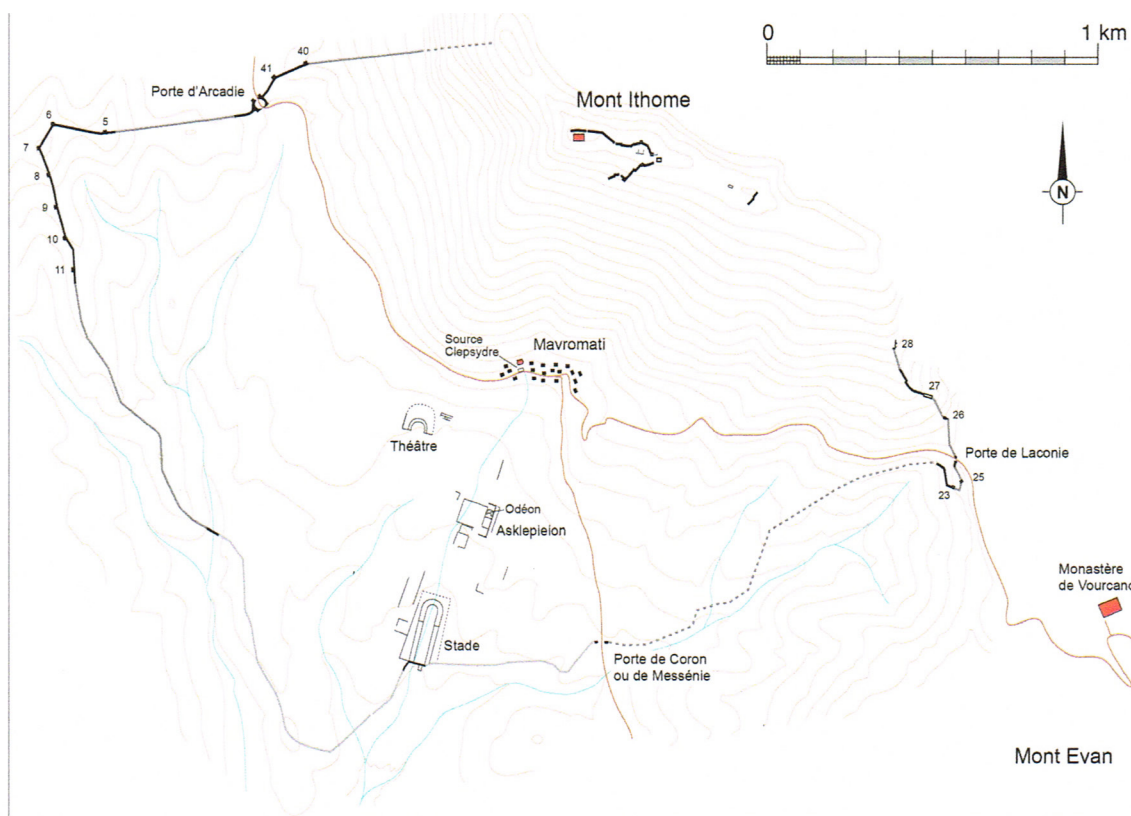 0 1 km
40
41
Porte d'Arcadie
Mont Ithome
6
5
7
8
N
9
10
11
Source
Clepsydre
Mavromati
28
27
26
Théâtre
Porte de Laconie
25
23
Odéon
Asklepieion
Monastère
de Vourcano
Stade
Porte de Coron
ou de Messénie
Mont Evan